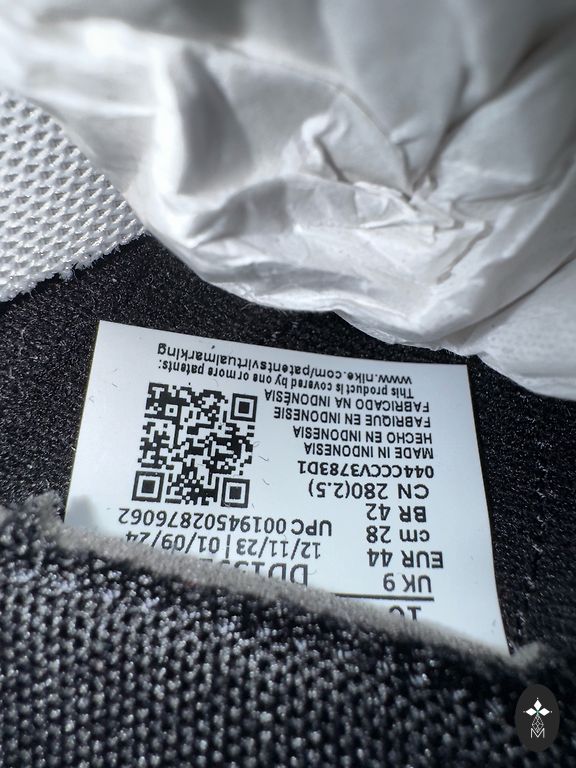 UK 9
EUR 44
cm 28
BR 42
CN 280(2.5)
12/11/23 | 01/09/24
UPC 00194502876062
044CCCV3783D1
MADE IN INDONESIA
HECHO EN INDONESIA
FABRIQUE EN INDONESIE
FABRICADO NA INDONÉSIA
This product is covered by one or more patents:
www.nike.com/patentsvirtualmarking